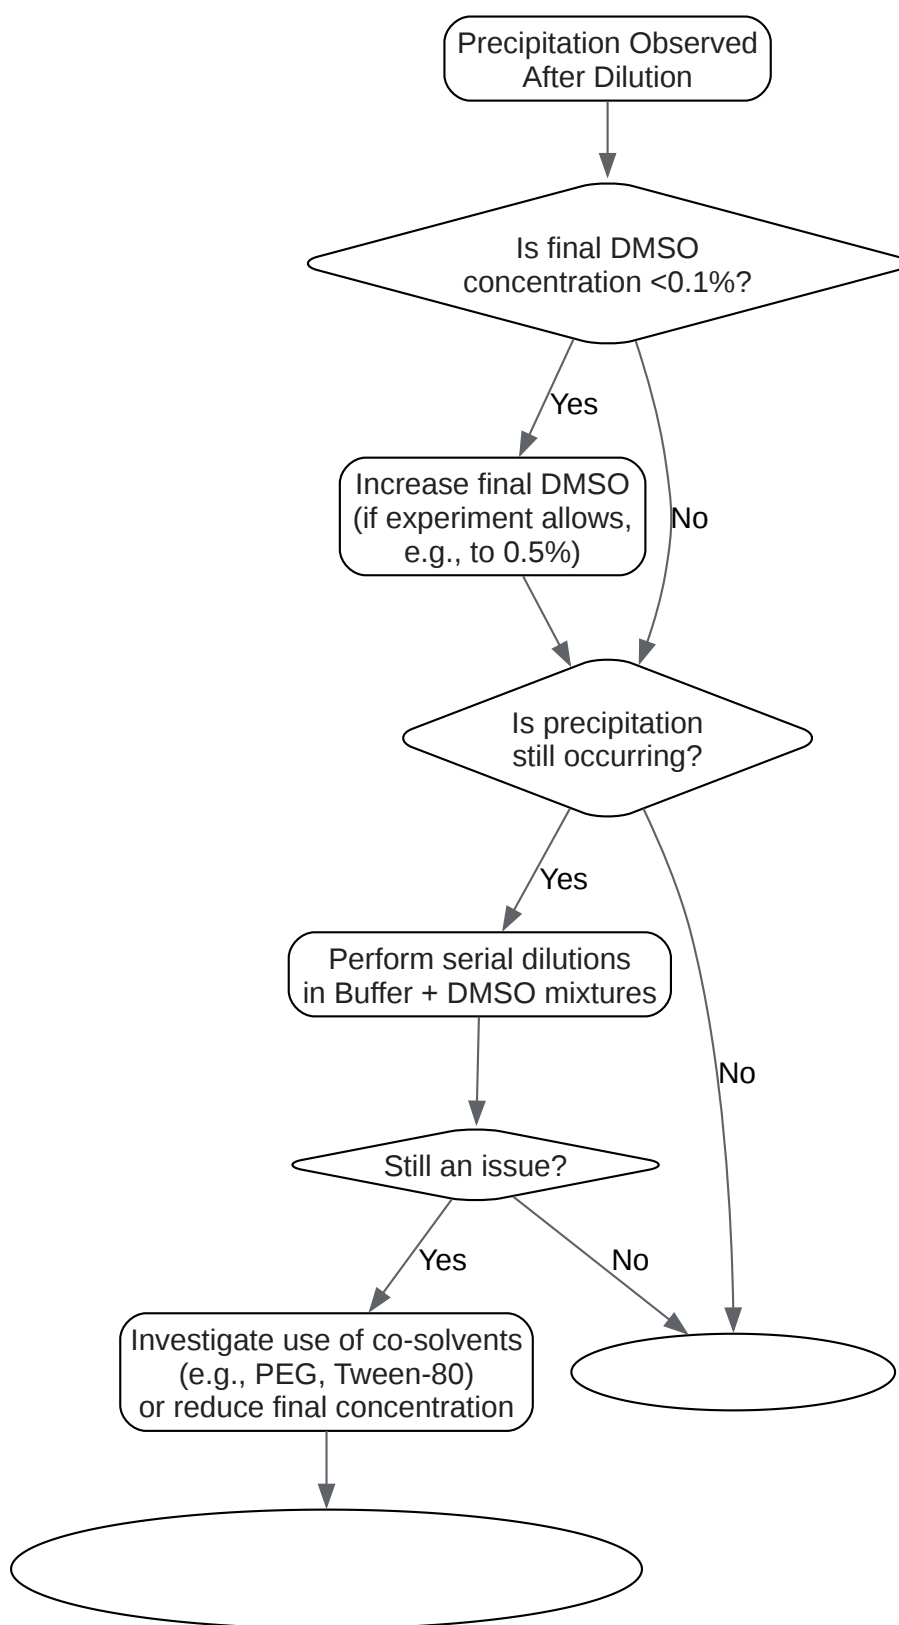 Precipitation Observed
After Dilution
Is final DMSO
concentration <0.1%?
Yes
No
Increase final DMSO
(if experiment allows,
e.g., to 0.5%)
Is precipitation
still occurring?
Yes
No
Perform serial dilutions
in Buffer + DMSO mixtures
Still an issue?
Yes
No
Investigate use of co-solvents
(e.g., PEG, Tween-80)
or reduce final concentration